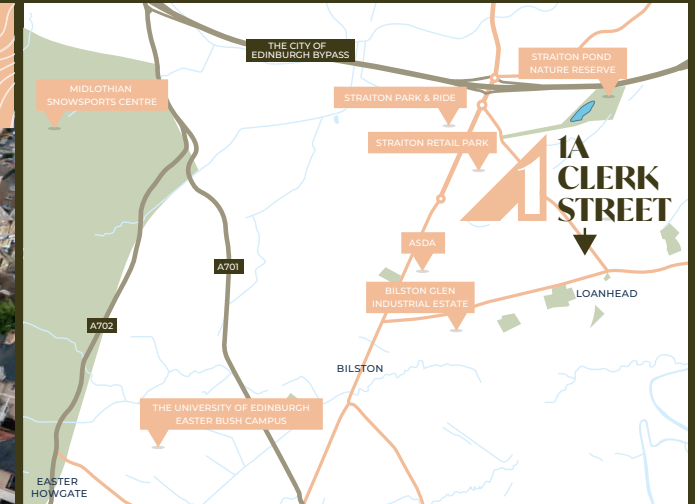 THE CITY OF
EDINBURGH BYPASS
STRAITON POND
NATURE RESERVE
MIDLOTHIAN
SNOWSPORTS CENTRE
STRAITON PARK & RIDE
STRAITON RETAIL PARK
1A
CLERK
STREET
ASDA
A701
BILSTON GLEN
INDUSTRIAL ESTATE
LOANHEAD
A702
BILSTON
THE UNIVERSITY OF EDINBURGH
EASTER BUSH CAMPUS
EASTER
HOWGATE